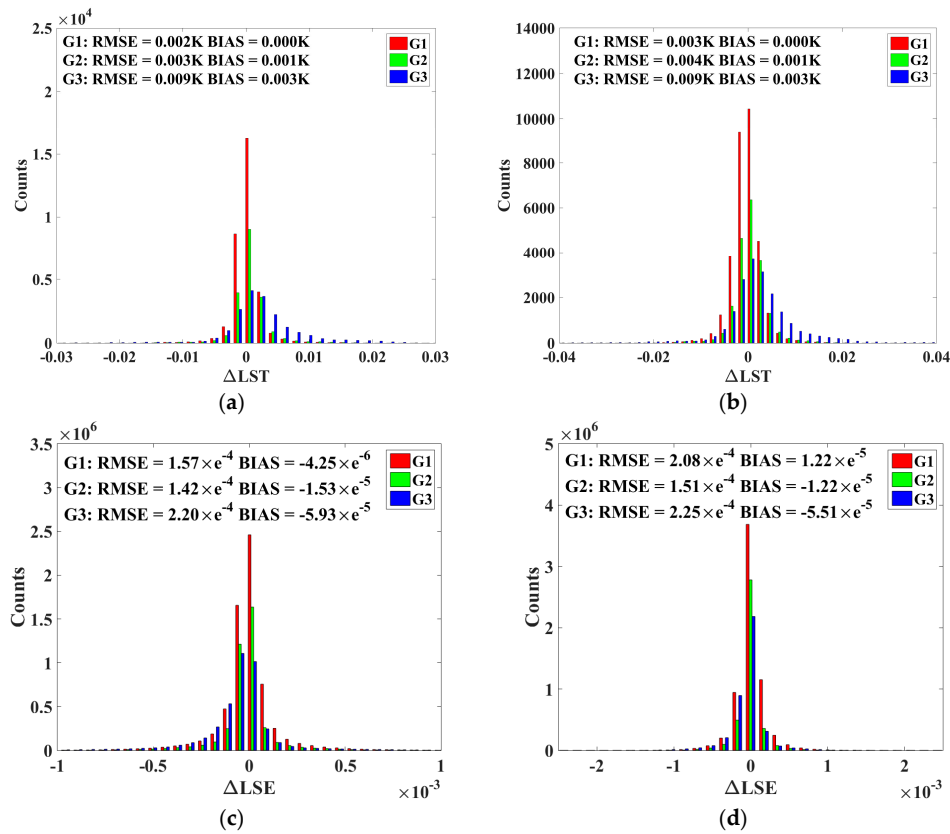 ×10⁴
G1: RMSE = 0.002K BIAS = 0.000K
G2: RMSE = 0.003K BIAS = 0.001K
G3: RMSE = 0.009K BIAS = 0.003K
G1
G2
G3
2.5
2
1.5
1
0.5
0
Counts
-0.03 -0.02 -0.01 0 0.01 0.02 0.03
ΔLST
(a)
G1: RMSE = 0.003K BIAS = 0.000K
G2: RMSE = 0.004K BIAS = 0.001K
G3: RMSE = 0.009K BIAS = 0.003K
G1
G2
G3
14000
12000
10000
8000
6000
4000
2000
0
Counts
-0.04 -0.02 0 0.02 0.04
ΔLST
(b)
×10⁶
G1: RMSE = 1.57×e⁻⁴ BIAS = -4.25×e⁻⁶
G2: RMSE = 1.42×e⁻⁴ BIAS = -1.53×e⁻⁵
G3: RMSE = 2.20×e⁻⁴ BIAS = -5.93×e⁻⁵
G1
G2
G3
3.5
3
2.5
2
1.5
1
0.5
0
Counts
-1 -0.5 0 0.5 1
ΔLSE
×10⁻³
(c)
×10⁶
G1: RMSE = 2.08×e⁻⁴ BIAS = 1.22×e⁻⁵
G2: RMSE = 1.51×e⁻⁴ BIAS = -1.22×e⁻⁵
G3: RMSE = 2.25×e⁻⁴ BIAS = -5.51×e⁻⁵
G1
G2
G3
5
4
3
2
1
0
Counts
-2 -1 0 1 2
ΔLSE
×10⁻³
(d)